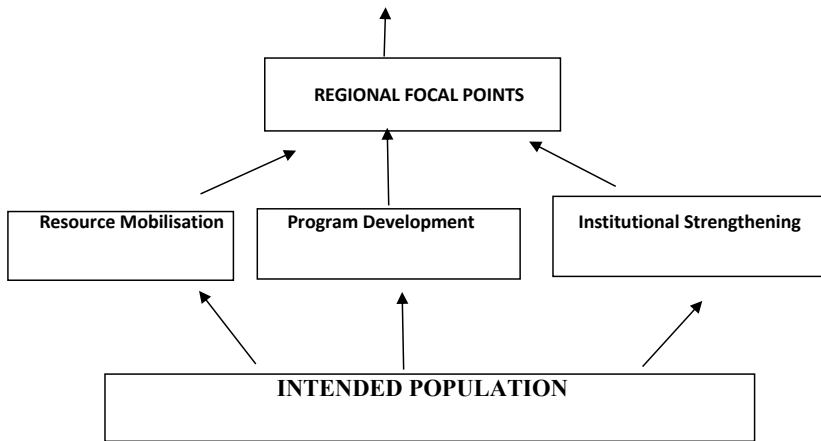 REGIONAL FOCAL POINTS
Resource Mobilisation
Program Development
Institutional Strengthening
INTENDED POPULATION